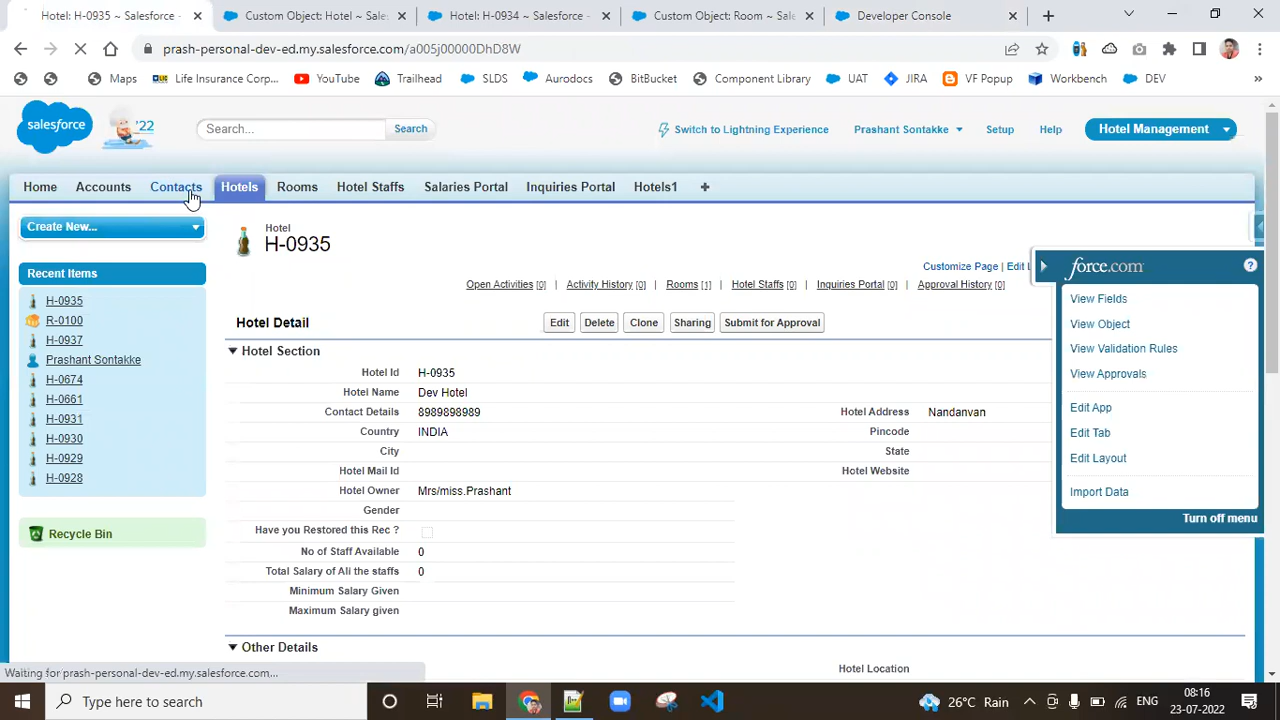 Hotel: H-0935 ~ Salesforce -
Custom Object: Hotel ~ Sale
Hotel: H-0934 ~ Salesforce -
Custom Object: Room ~ Sale
Developer Console
prash-personal-dev-ed.my.salesforce.com/a005j00000DhD8W
Maps
Life Insurance Corp...
YouTube
Trailhead
SLDS
Aurodocs
BitBucket
Component Library
UAT
JIRA
VF Popup
Workbench
DEV
»
salesforce
'22
Search...
Search
Switch to Lightning Experience
Prashant Sontakke
Setup
Help
Hotel Management
Home
Accounts
Contacts
Hotels
Rooms
Hotel Staffs
Salaries Portal
Inquiries Portal
Hotels1
+
Create New...
Recent Items
H-0935
R-0100
H-0937
Prashant Sontakke
H-0674
H-0661
H-0931
H-0930
H-0929
H-0928
Recycle Bin
Hotel
H-0935
Customize Page | Edit L
Open Activities [0]
Activity History [0]
Rooms [1]
Hotel Staffs [0]
Inquiries Portal [0]
Approval History [0]
Hotel Detail
Edit
Delete
Clone
Sharing
Submit for Approval
Hotel Section
Hotel Id H-0935
Hotel Name Dev Hotel
Contact Details 8989898989
Hotel Address Nandanvan
Country INDIA
Pincode
City
State
Hotel Mail Id
Hotel Website
Hotel Owner Mrs/miss.Prashant
Gender
Have you Restored this Rec ?
No of Staff Available 0
Total Salary of All the staffs 0
Minimum Salary Given
Maximum Salary given
Other Details
Hotel Location
force.com
?
View Fields
View Object
View Validation Rules
View Approvals
Edit App
Edit Tab
Edit Layout
Import Data
Turn off menu
Waiting for prash-personal-dev-ed.my.salesforce.com...
Type here to search
26°C Rain
ENG
08:16
23-07-2022